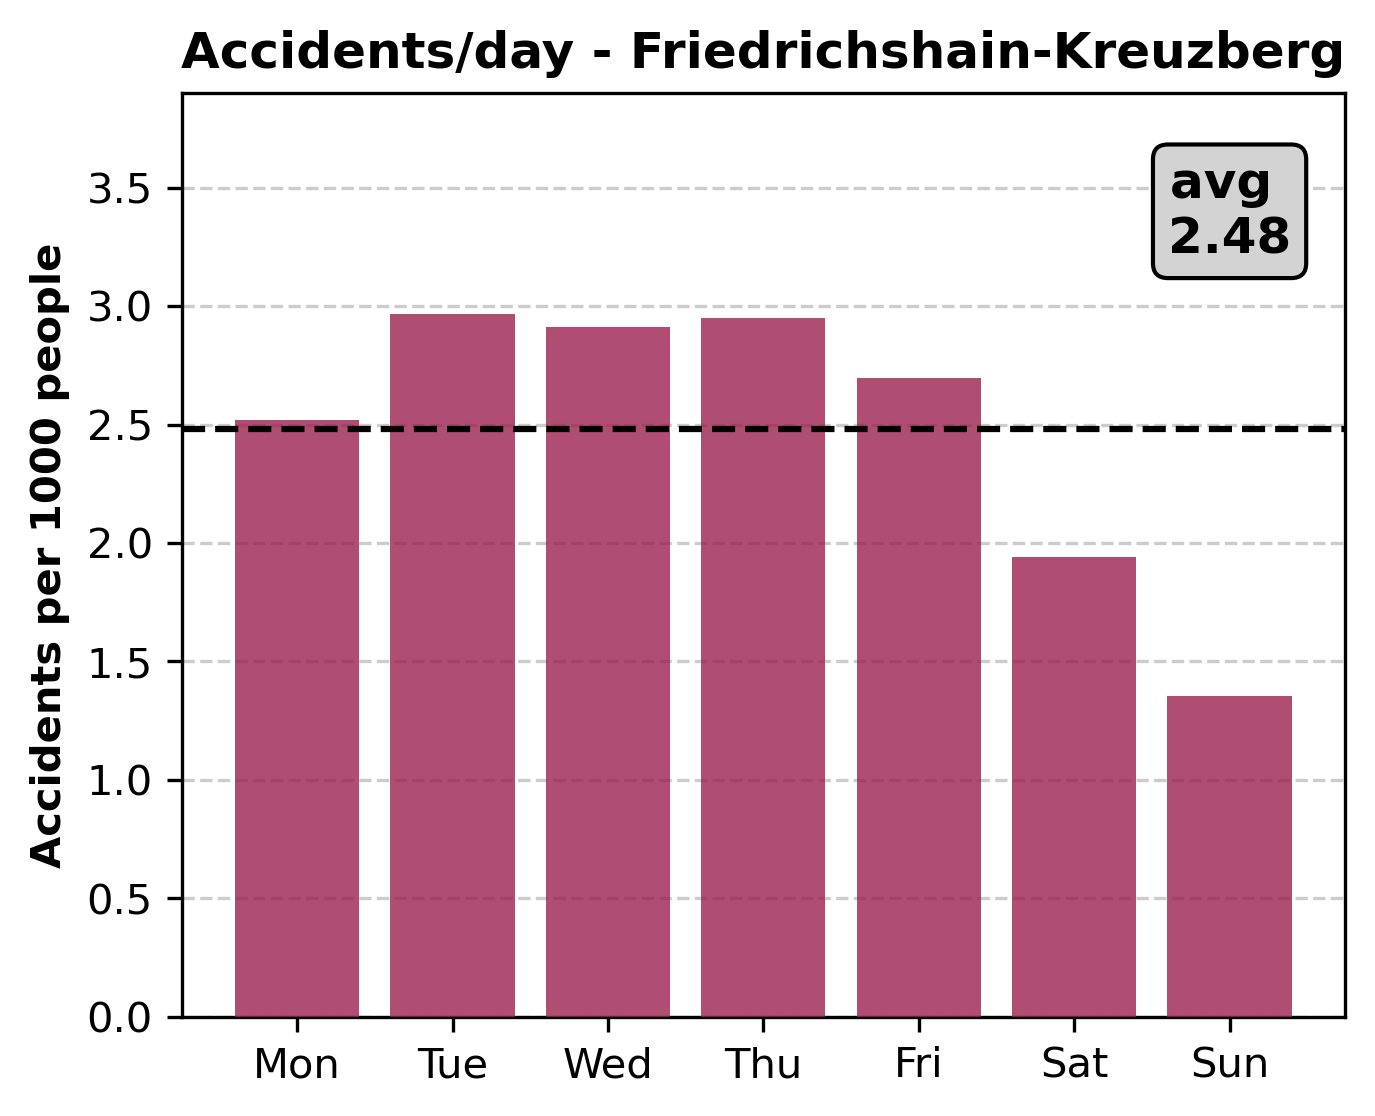 Accidents/day - Friedrichshain-Kreuzberg
Accidents per 1000 people
3.5
3.0
2.5
2.0
1.5
1.0
0.5
0.0
avg
2.48
Mon Tue Wed Thu Fri Sat Sun